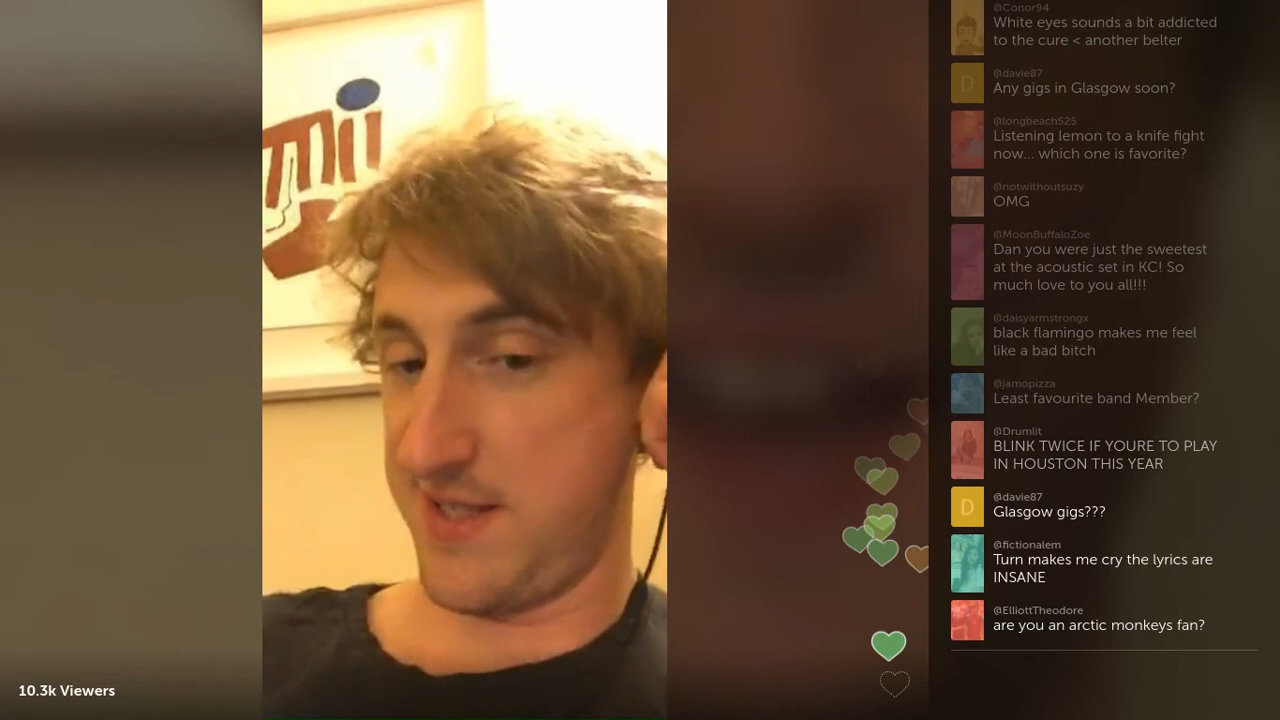 @Conor94
White eyes sounds a bit addicted
to the cure < another belter
@davie87
D
Any gigs in Glasgow soon?
@longbeach525
Listening lemon to a knife fight
now... which one is favorite?
@notwithoutsuzy
OMG
@MoonBuffaloZoe
Dan you were just the sweetest
at the acoustic set in KC! So
much love to you all!!!
@daisyarmstrongx
black flamingo makes me feel
like a bad bitch
@jamopizza
Least favourite band Member?
@Drumlit
BLINK TWICE IF YOURE TO PLAY
IN HOUSTON THIS YEAR
@davie87
D
Glasgow gigs???
@fictionalem
Turn makes me cry the lyrics are
INSANE
@ElliottTheodore
are you an arctic monkeys fan?
10.3k Viewers